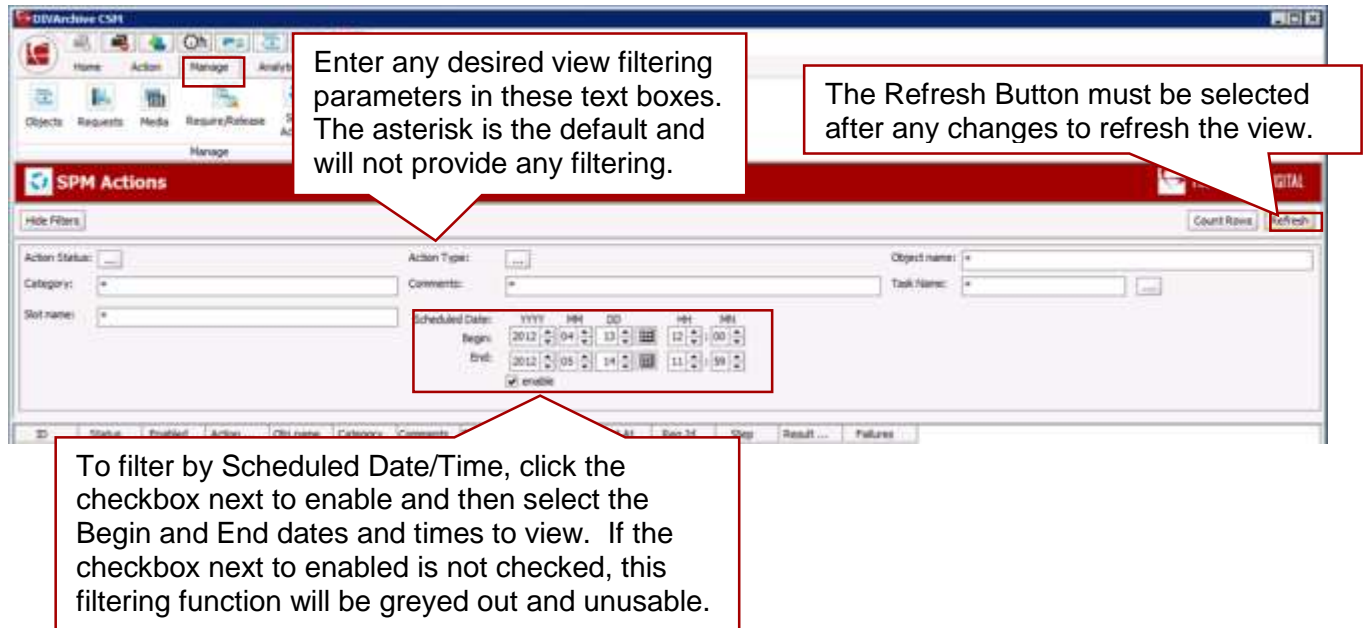 DIVArchive CSM
Home Action Manage
Enter any desired view filtering
parameters in these text boxes.
The asterisk is the default and
will not provide any filtering.
The Refresh Button must be selected
after any changes to refresh the view.
Objects Requests Media Require/Release
Manage
SPM Actions
Hide Filters Count Rows Refresh
Action Status: ... Action Type: ... Object name: *
Category: * Comments: * Task Name: * ...
Slot name: * Scheduled Date: YYYY MM DD HH MN
Begin: 2012 04 13 12 : 00
End: 2012 05 14 11 : 59
enable
ID Status Enabled Action Obj name Category Comments Step Result ... Failures
To filter by Scheduled Date/Time, click the
checkbox next to enable and then select the
Begin and End dates and times to view. If the
checkbox next to enabled is not checked, this
filtering function will be greyed out and unusable.